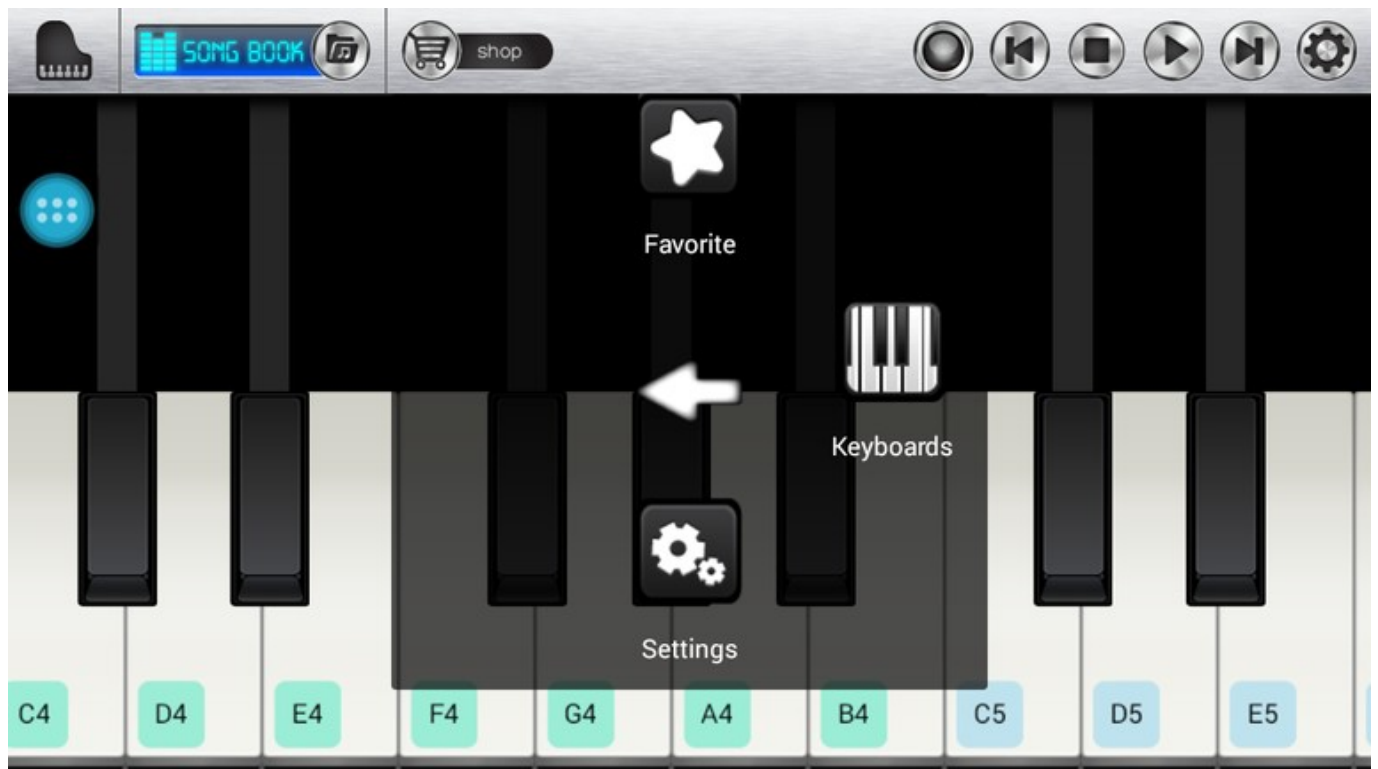 SONG BOOK
shop
Favorite
Keyboards
Settings
C4 D4 E4 F4 G4 A4 B4 C5 D5 E5